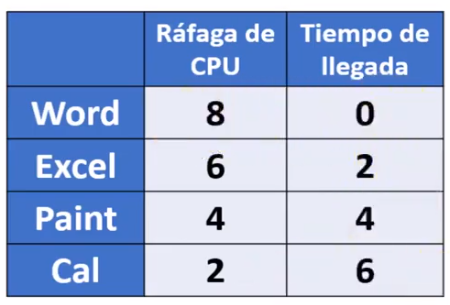 Ráfaga de CPU Tiempo de llegada
Word 8 0
Excel 6 2
Paint 4 4
Cal 2 6